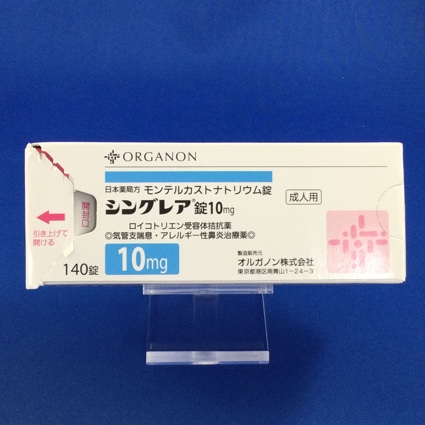 ORGANON
日本薬局方 モンテルカストナトリウム錠
シングレア®錠10mg
成人用
ロイコトリエン受容体拮抗薬
◎気管支喘息・アレルギー性鼻炎治療薬◎
開封口
引き上げて
開ける
140錠
10mg
製造販売元
オルガノン株式会社
東京都港区南青山1-24-3